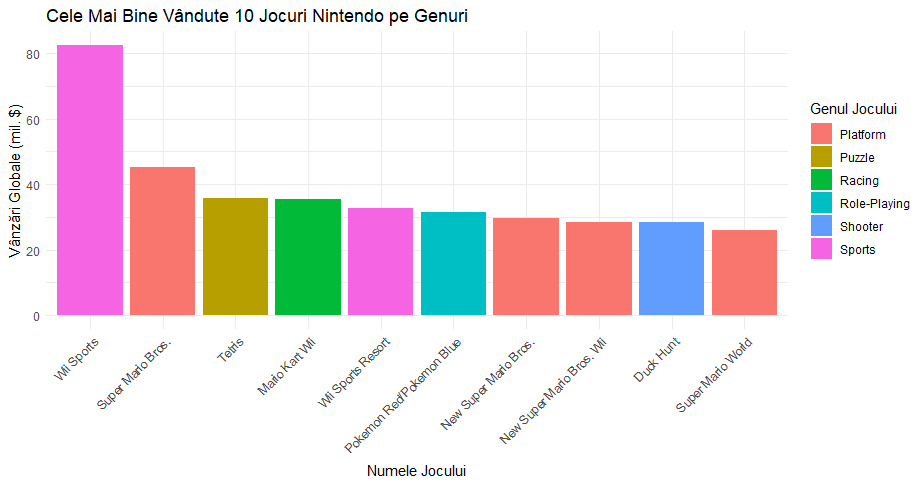 Cele Mai Bine Vândute 10 Jocuri Nintendo pe Genuri
Vânzări Globale (mil. $)
80
60
40
20
0
Wii Sports
Super Mario Bros.
Tetris
Mario Kart Wii
Wii Sports Resort
Pokemon Red/Pokemon Blue
New Super Mario Bros.
New Super Mario Bros. Wii
Duck Hunt
Super Mario World
Numele Jocului
Genul Jocului
Platform
Puzzle
Racing
Role-Playing
Shooter
Sports